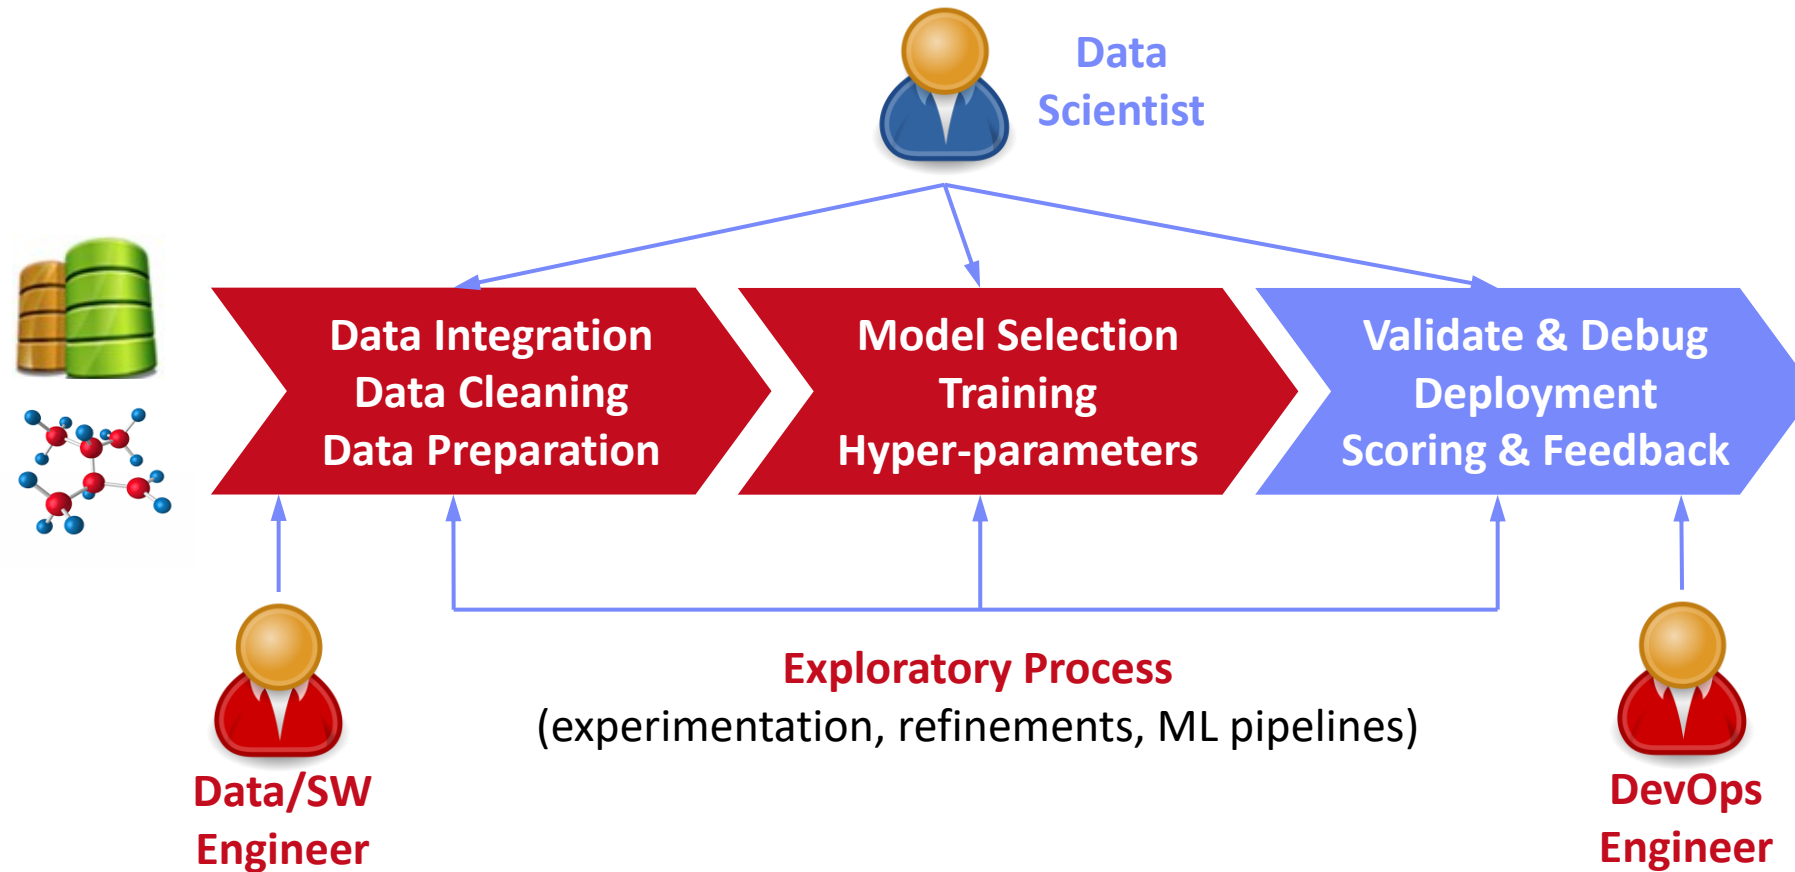 Data
Scientist
Data Integration
Data Cleaning
Data Preparation
Model Selection
Training
Hyper-parameters
Validate & Debug
Deployment
Scoring & Feedback
Exploratory Process
(experimentation, refinements, ML pipelines)
Data/SW
Engineer
DevOps
Engineer